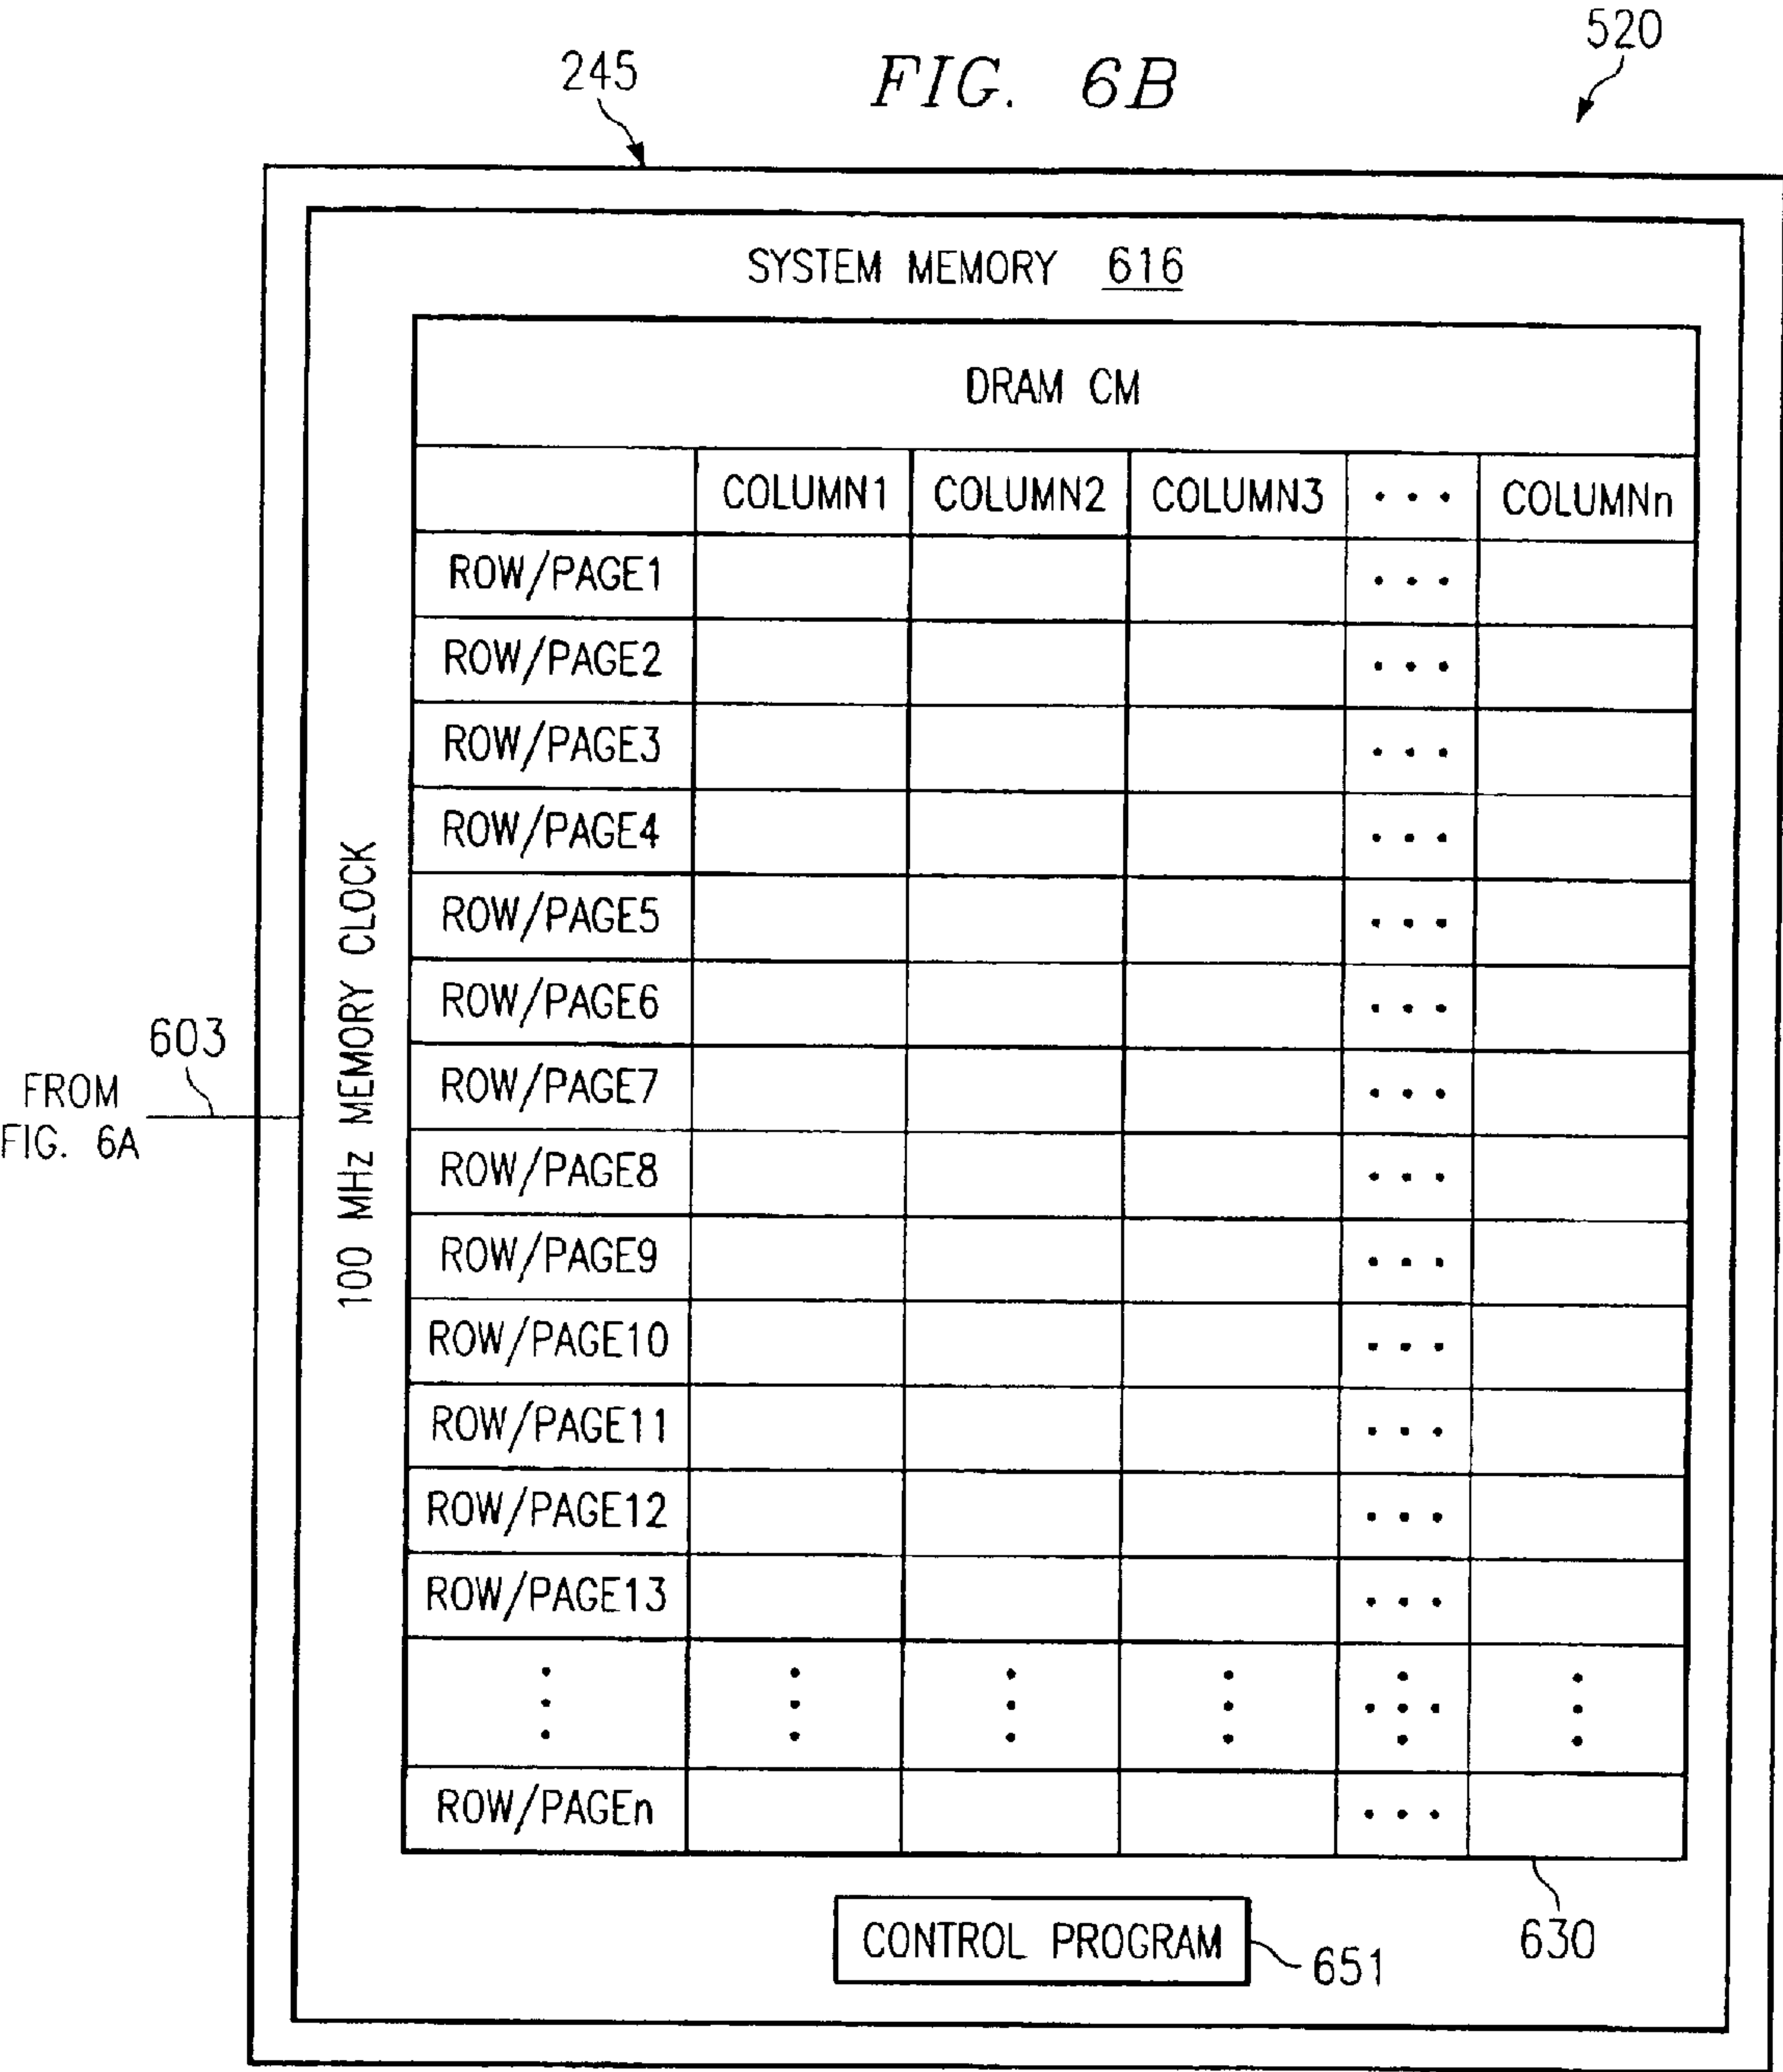 520
245
FIG. 6B
SYSTEM MEMORY 616
DRAM CM
COLUMN1 COLUMN2 COLUMN3 ... COLUMNn
ROW/PAGE1 ...
ROW/PAGE2 ...
ROW/PAGE3 ...
ROW/PAGE4 ...
ROW/PAGE5 ...
ROW/PAGE6 ...
ROW/PAGE7 ...
ROW/PAGE8 ...
ROW/PAGE9 ...
ROW/PAGE10 ...
ROW/PAGE11 ...
ROW/PAGE12 ...
ROW/PAGE13 ...
ROW/PAGEn ...
100 MHz MEMORY CLOCK
603
FROM
FIG. 6A
CONTROL PROGRAM
651
630